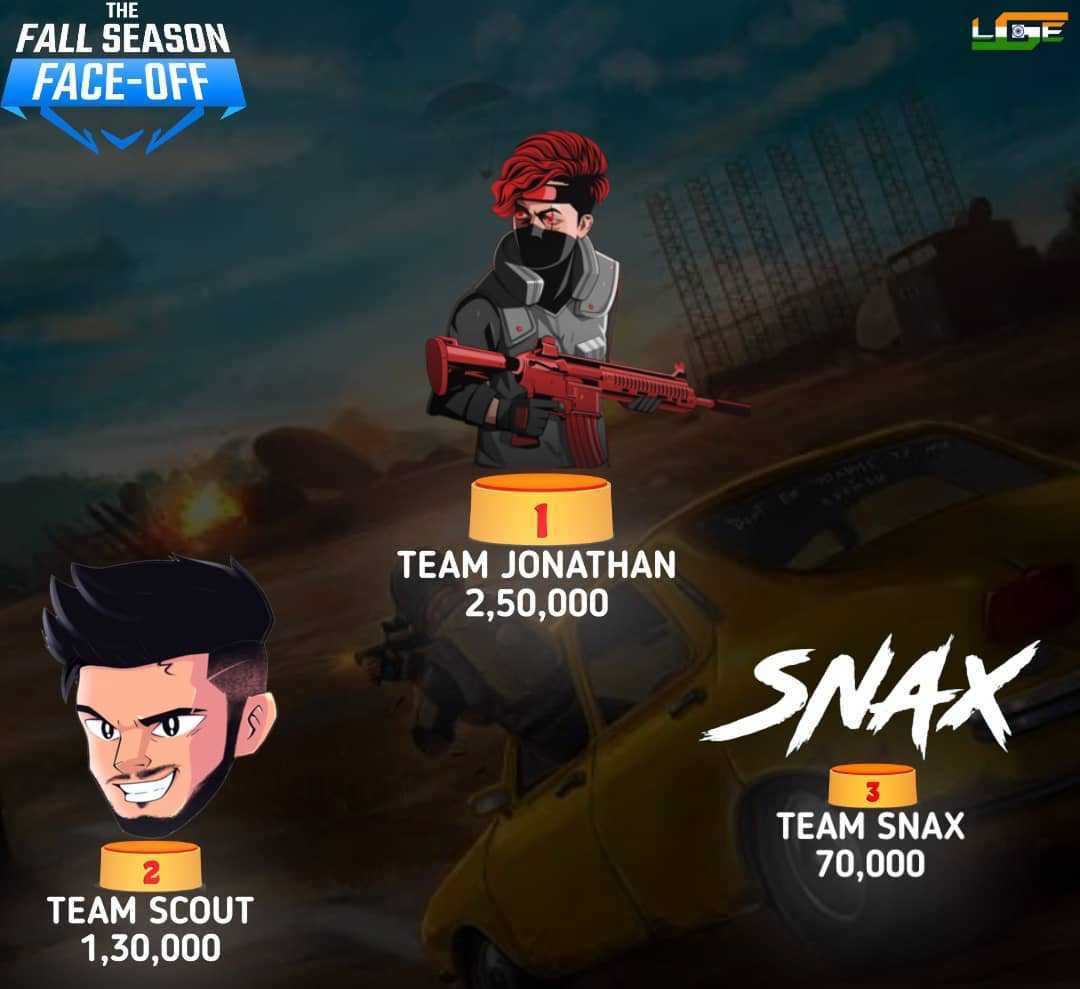 THE
FALL SEASON
FACE-OFF
LGE
1
TEAM JONATHAN
2,50,000
SNAX
3
TEAM SNAX
70,000
2
TEAM SCOUT
1,30,000